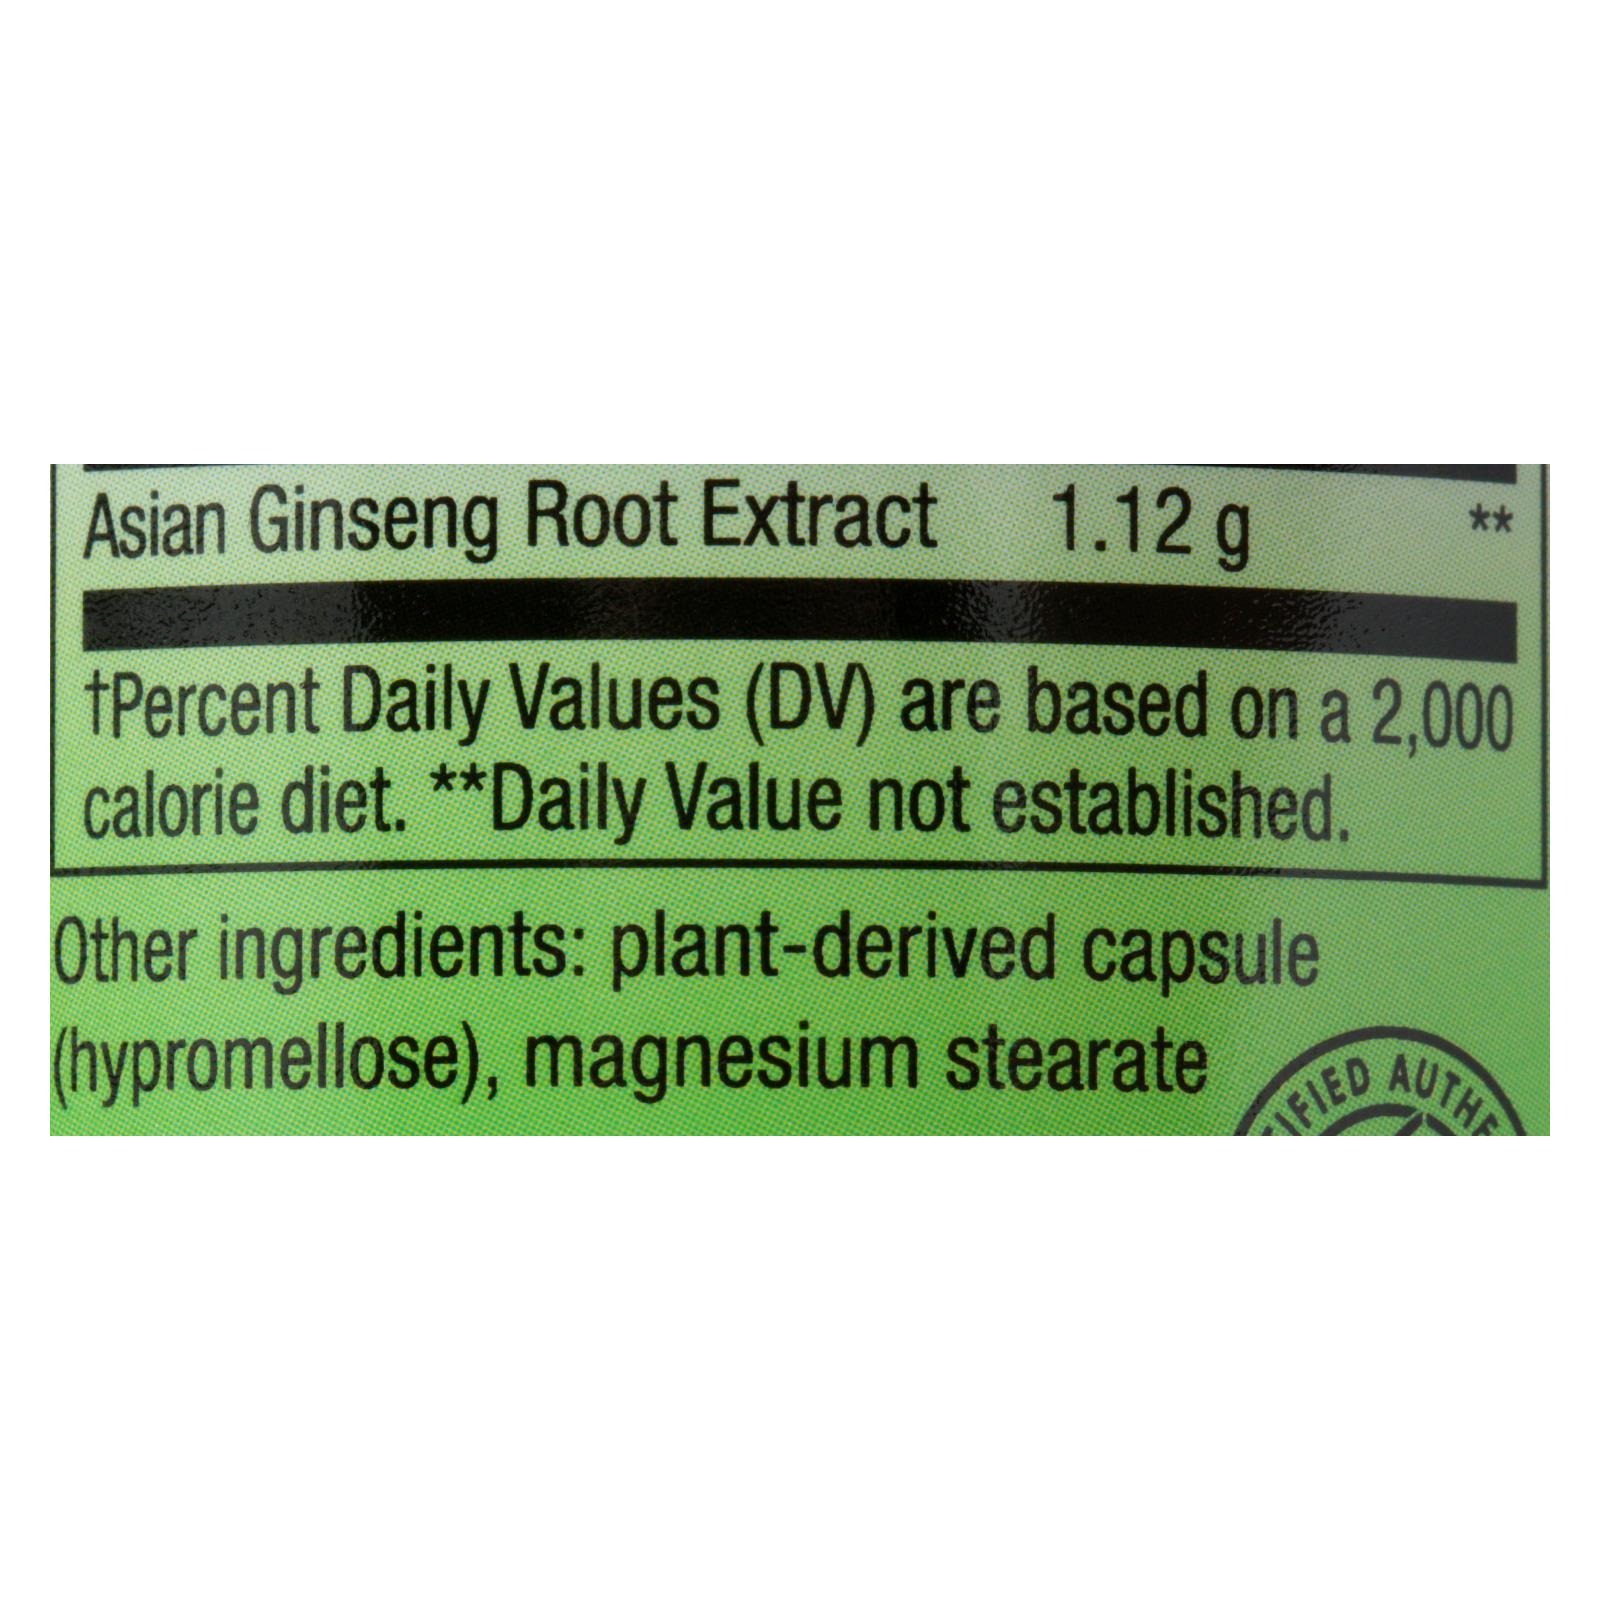 Asian Ginseng Root Extract 1.12 g **
†Percent Daily Values (DV) are based on a 2,000
calorie diet. **Daily Value not established.
Other ingredients: plant-derived capsule
(hypromellose), magnesium stearate